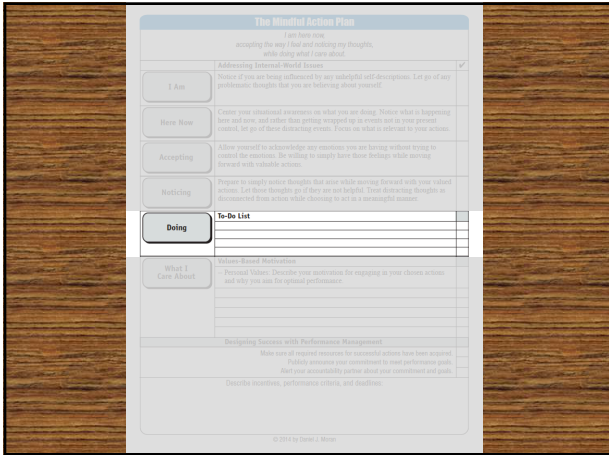 The Mindful Action Plan
I am here now
accepting the way I feel and noticing my thoughts,
while doing what I care about
Addressing Internal-World Issues ✓
I Am
Notice if you are being influenced by any unhelpful self-descriptions. Let go of any
problematic thoughts that you are believing about yourself
Here Now
Center your situational awareness on what you are doing. Notice what is happening
here and now, and rather than getting wrapped up in events not in your present
control, let go of these distracting events. Focus on what is relevant to your actions.
Accepting
Allow yourself to acknowledge any emotions you are having without trying to
control the emotions. Be willing to simply have those feelings while moving
forward with valuable actions.
Noticing
Prepare to simply notice thoughts that arise while moving forward with your valued
actions. Let those thoughts go if they are not helpful. Treat distracting thoughts as
disconnected from action while choosing to act in a meaningful manner.
Doing
To-Do List
What I
Care About
Values-Based Motivation
– Personal Values: Describe your motivation for engaging in your chosen actions
and why you aim for optimal performance.
Designing Success with Performance Management
Make sure all required resources for successful actions have been acquired.
Publicly announce your commitment to meet performance goals.
Alert your accountability partner about your commitment and goals.
Describe incentives, performance criteria, and deadlines:
© 2014 by Daniel J. Moran